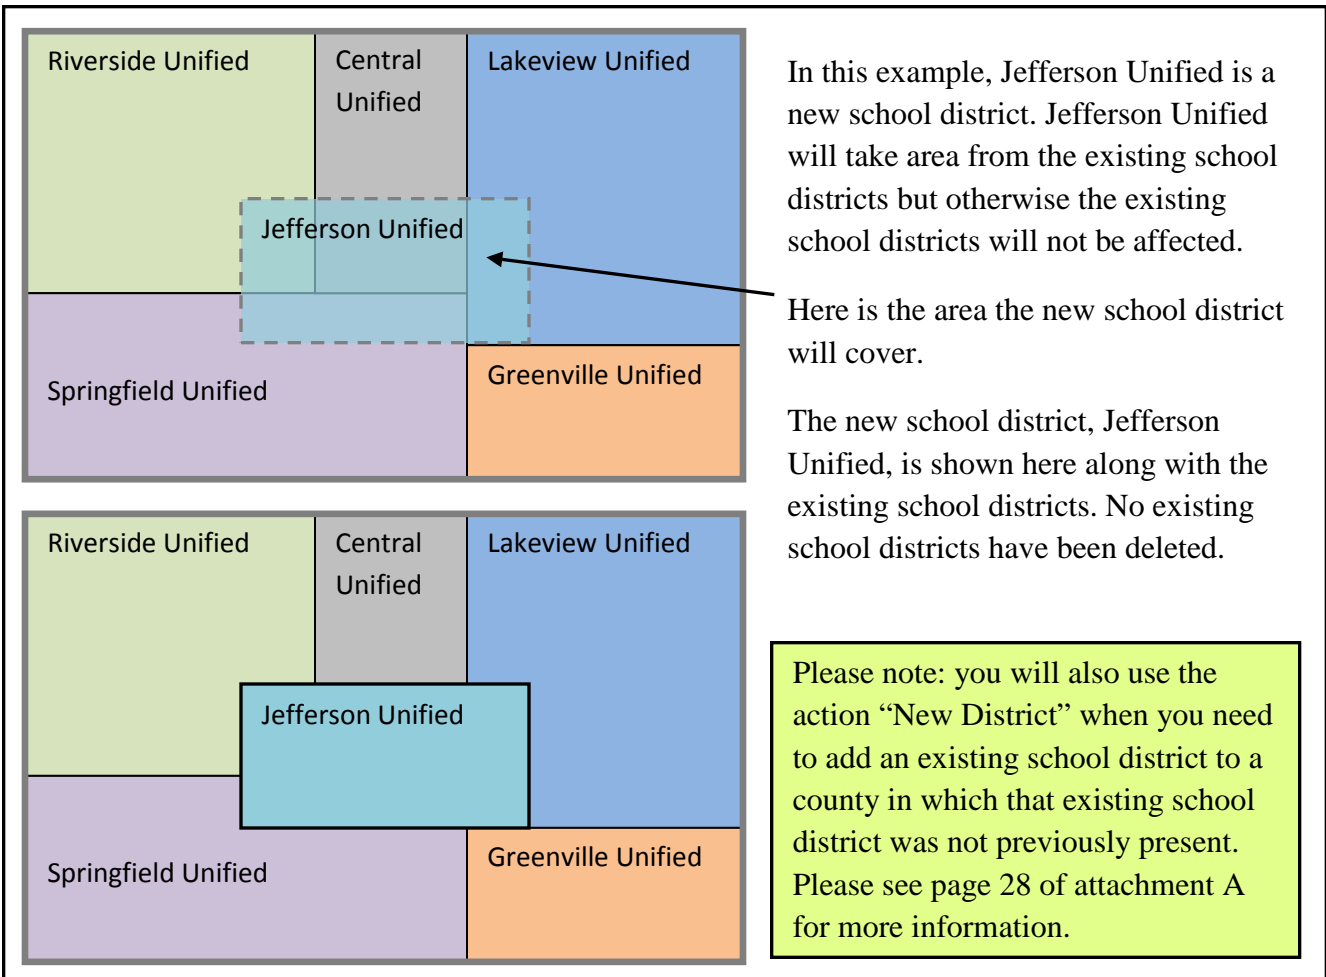 Riverside Unified
Central
Unified
Lakeview Unified
Jefferson Unified
Springfield Unified
Greenville Unified
In this example, Jefferson Unified is a
new school district. Jefferson Unified
will take area from the existing school
districts but otherwise the existing
school districts will not be affected.
Here is the area the new school district
will cover.
The new school district, Jefferson
Unified, is shown here along with the
existing school districts. No existing
school districts have been deleted.
Riverside Unified
Central
Unified
Lakeview Unified
Jefferson Unified
Springfield Unified
Greenville Unified
Please note: you will also use the
action “New District” when you need
to add an existing school district to a
county in which that existing school
district was not previously present.
Please see page 28 of attachment A
for more information.